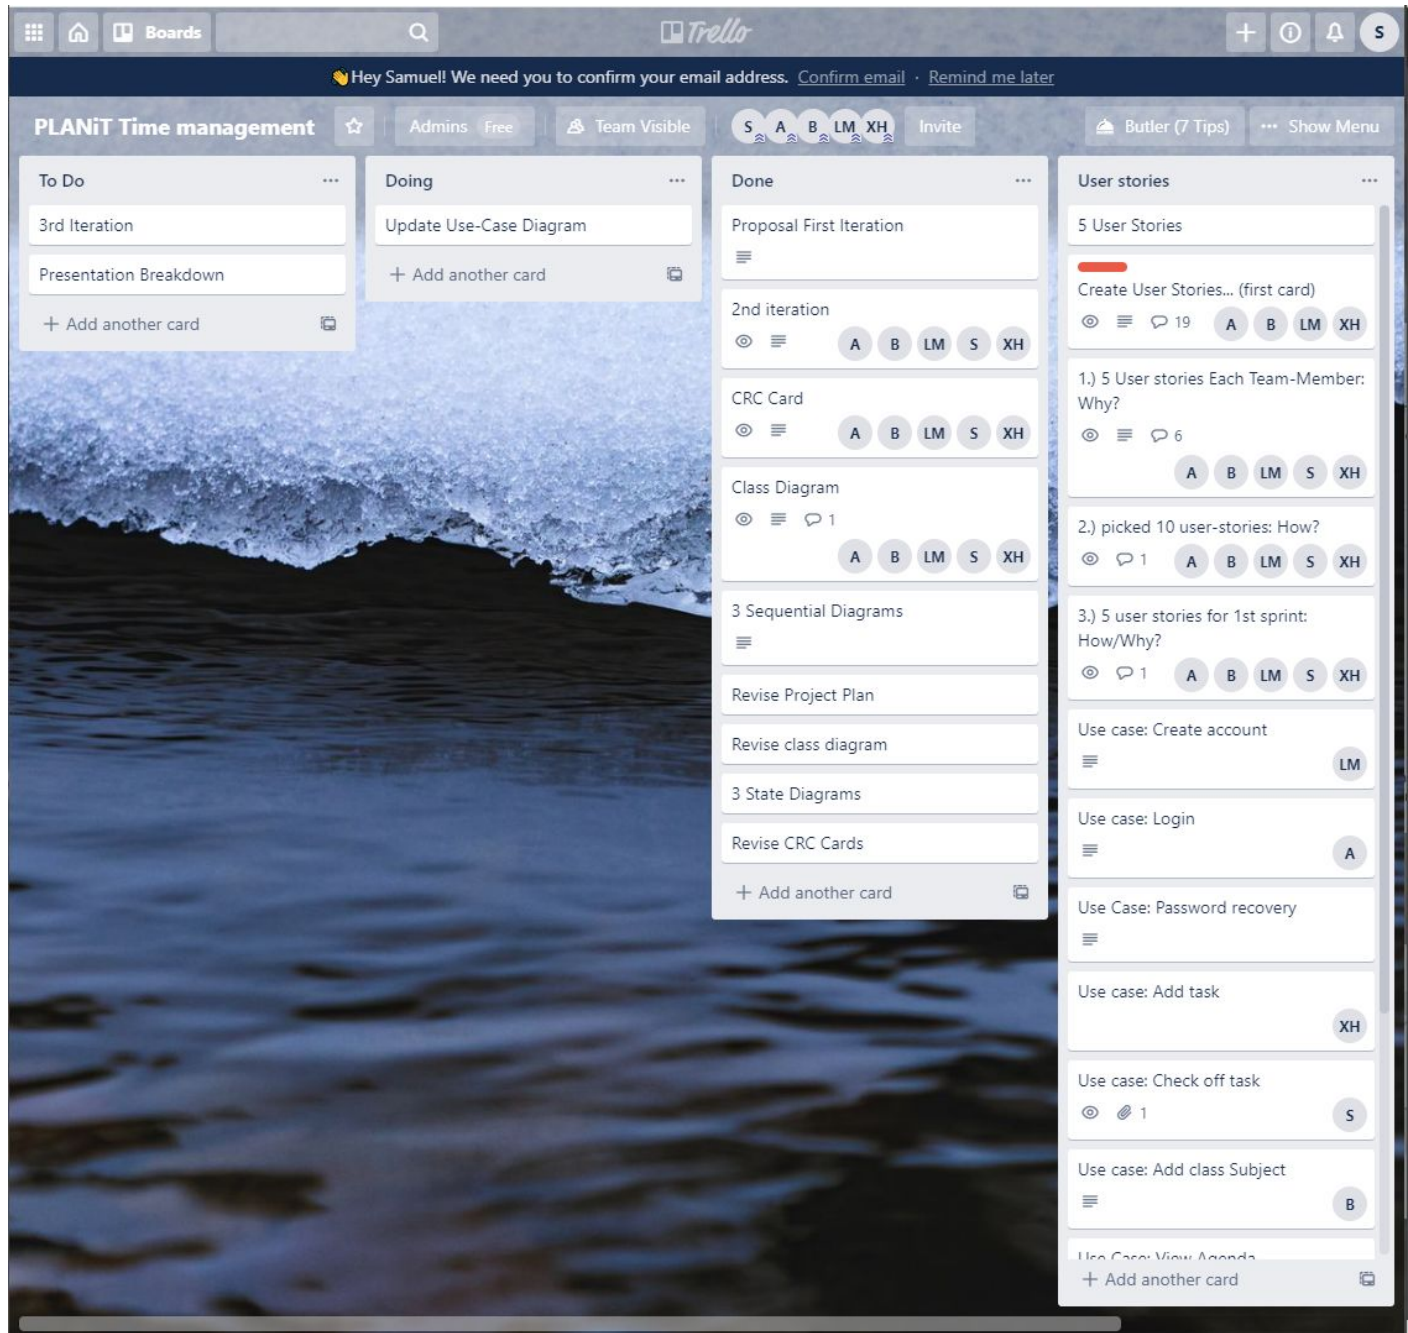 Boards
Trello
S
Hey Samuel! We need you to confirm your email address. Confirm email · Remind me later
PLANiT Time management
Admins Free
Team Visible
S A B LM XH
Invite
Butler (7 Tips)
··· Show Menu
To Do ···
3rd Iteration
Presentation Breakdown
+ Add another card
Doing ···
Update Use-Case Diagram
+ Add another card
Done ···
Proposal First Iteration
2nd iteration
A B LM S XH
CRC Card
A B LM S XH
Class Diagram
1
A B LM S XH
3 Sequential Diagrams
Revise Project Plan
Revise class diagram
3 State Diagrams
Revise CRC Cards
+ Add another card
User stories ···
5 User Stories
Create User Stories... (first card)
19 A B LM XH
1.) 5 User stories Each Team-Member:
Why?
6
A B LM S XH
2.) picked 10 user-stories: How?
1 A B LM S XH
3.) 5 user stories for 1st sprint:
How/Why?
1 A B LM S XH
Use case: Create account
LM
Use case: Login
A
Use Case: Password recovery
Use case: Add task
XH
Use case: Check off task
1 S
Use case: Add class Subject
B
Use Case: View Agenda
+ Add another card